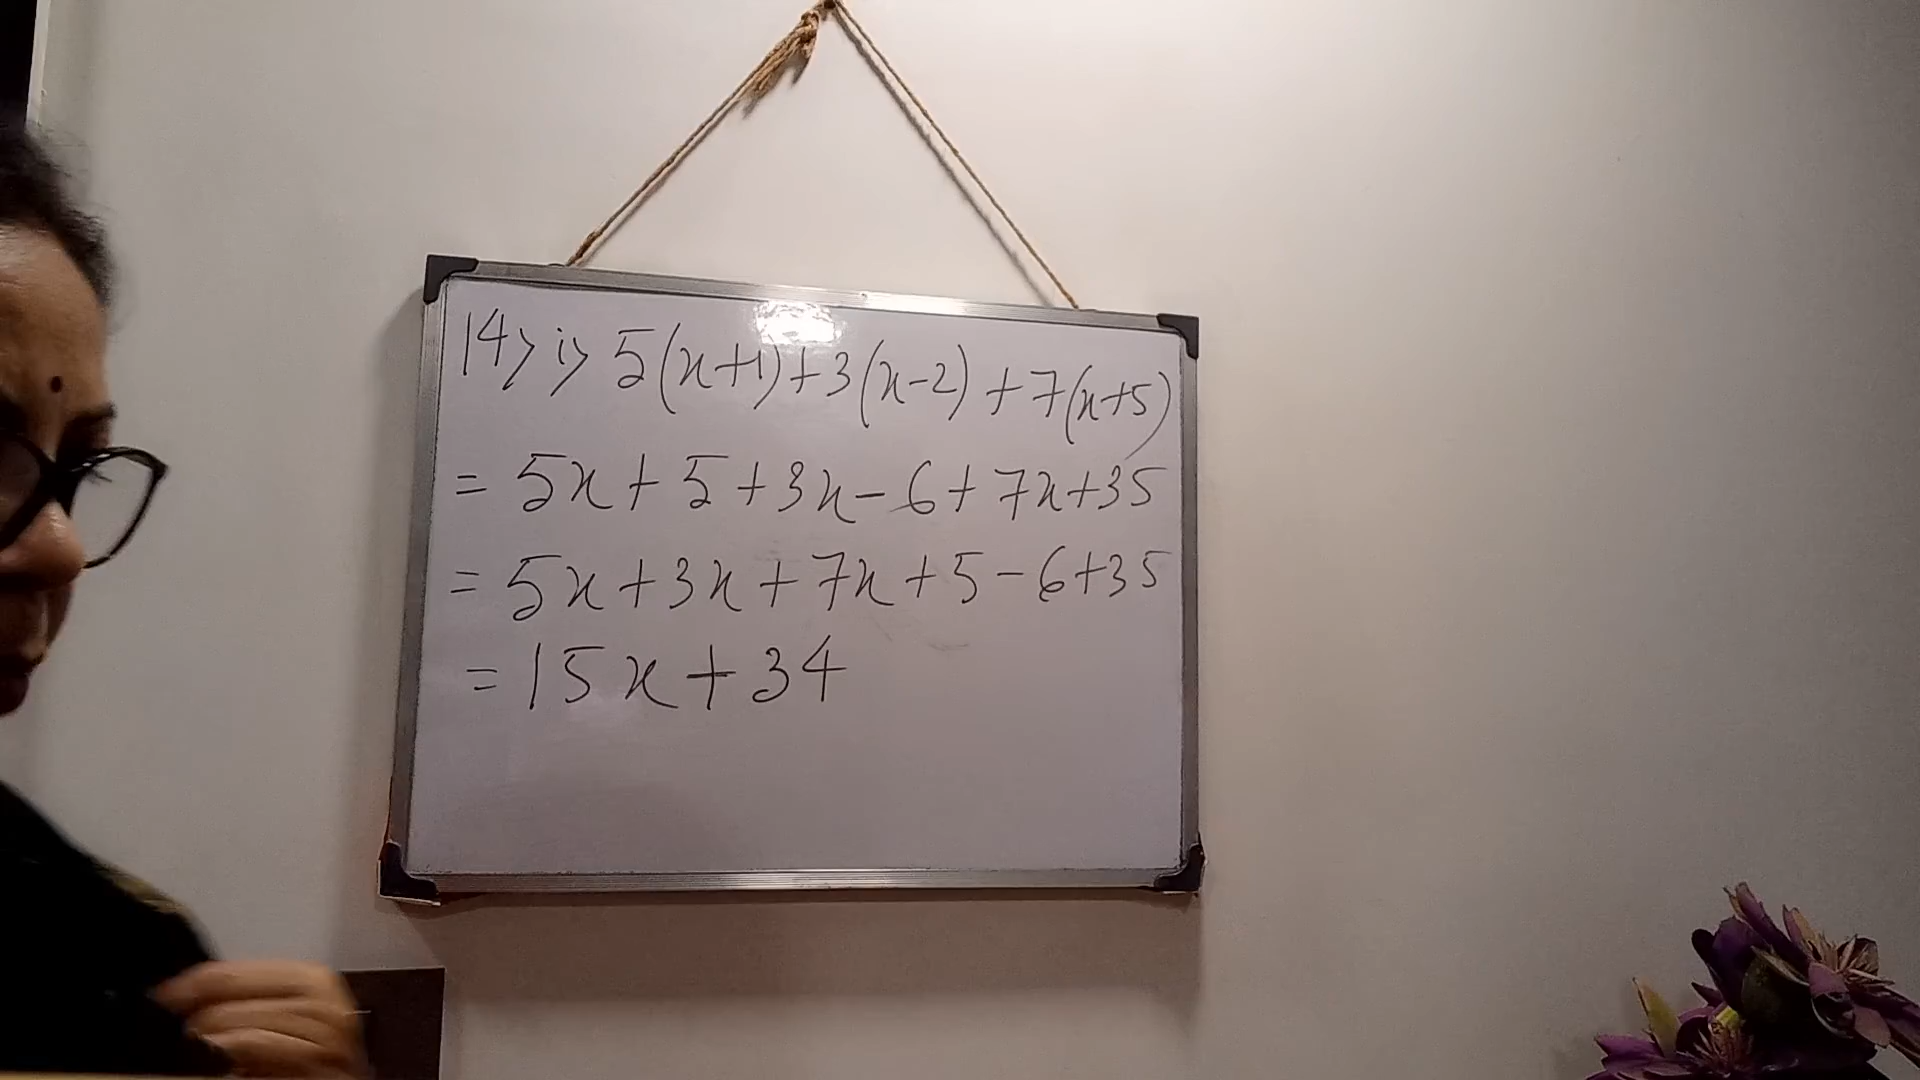 14> i> 5(x+1)+3(x-2)+7(x+5)
= 5x+5+3x-6+7x+35
= 5x+3x+7x+5-6+35
= 15x+34